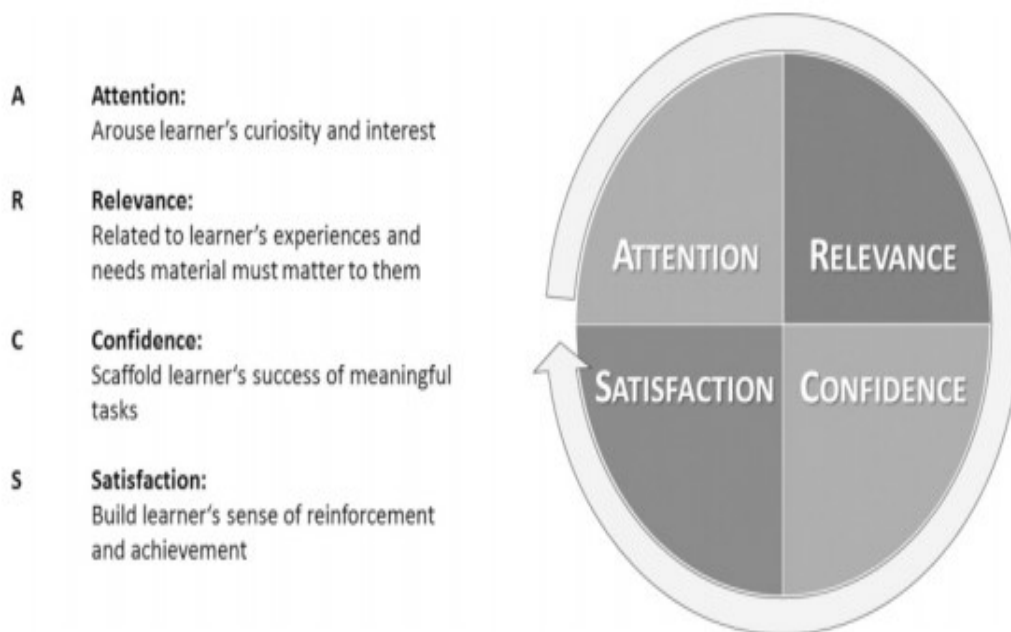 A Attention:
Arouse learner's curiosity and interest
R Relevance:
Related to learner's experiences and
needs material must matter to them
C Confidence:
Scaffold learner's success of meaningful
tasks
S Satisfaction:
Build learner's sense of reinforcement
and achievement
ATTENTION RELEVANCE
SATISFACTION CONFIDENCE